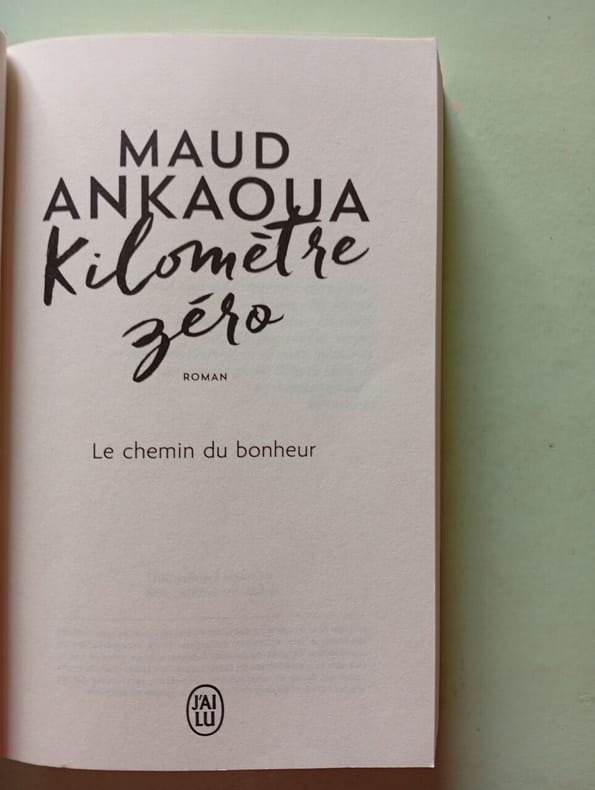 MAUD
ANKAOUA
Kilomètre
zéro
ROMAN
Le chemin du bonheur
J'AI
LU